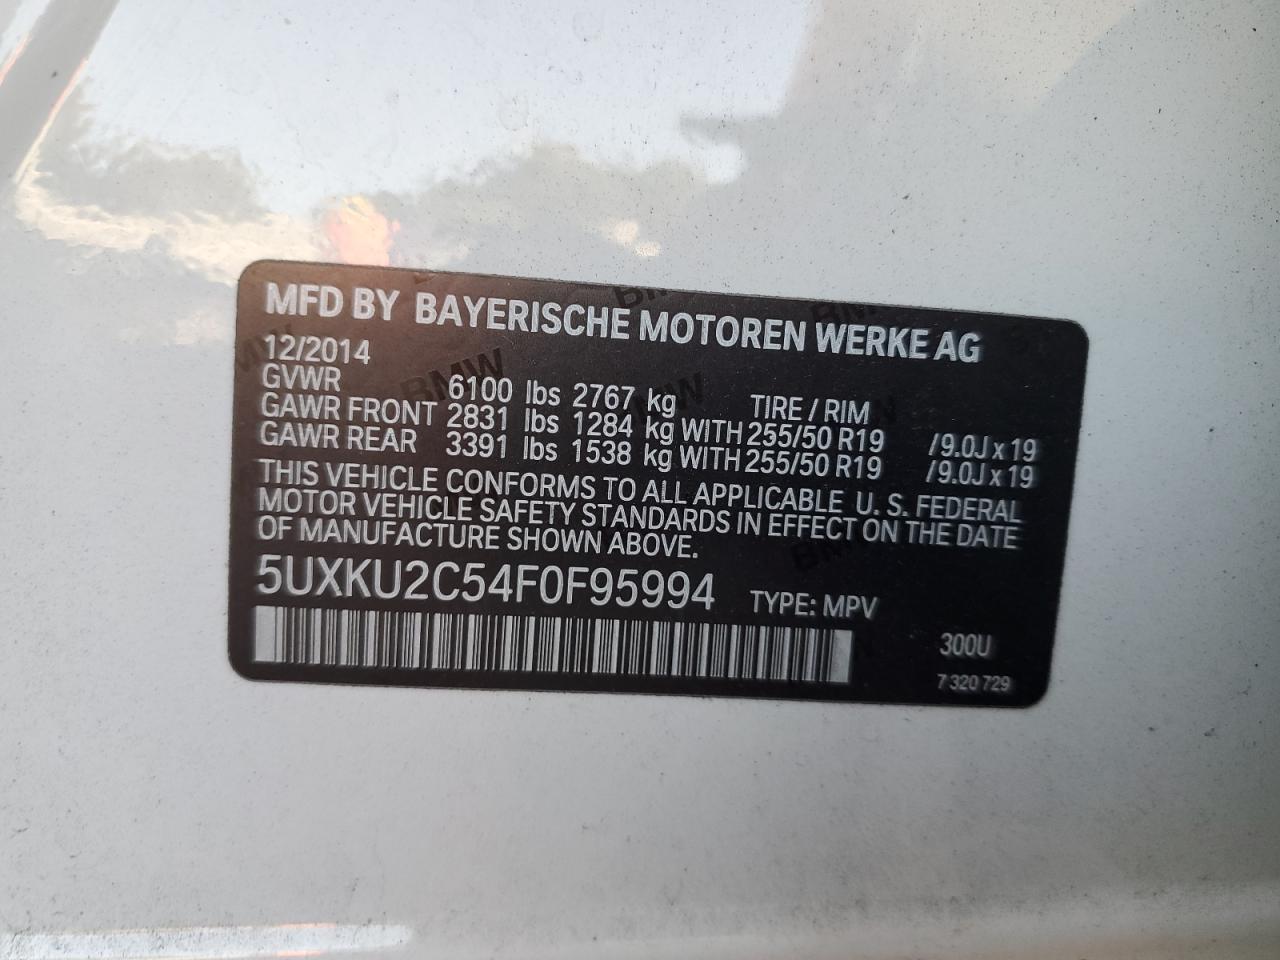 MFD BY BAYERISCHE MOTOREN WERKE AG
12/2014
GVWR 6100 lbs 2767 kg TIRE / RIM
GAWR FRONT 2831 lbs 1284 kg WITH 255/50 R19 /9.0J x 19
GAWR REAR 3391 lbs 1538 kg WITH 255/50 R19 /9.0J x 19
THIS VEHICLE CONFORMS TO ALL APPLICABLE U. S. FEDERAL
MOTOR VEHICLE SAFETY STANDARDS IN EFFECT ON THE DATE
OF MANUFACTURE SHOWN ABOVE.
5UXKU2C54F0F95994 TYPE: MPV
300U
7 320 729